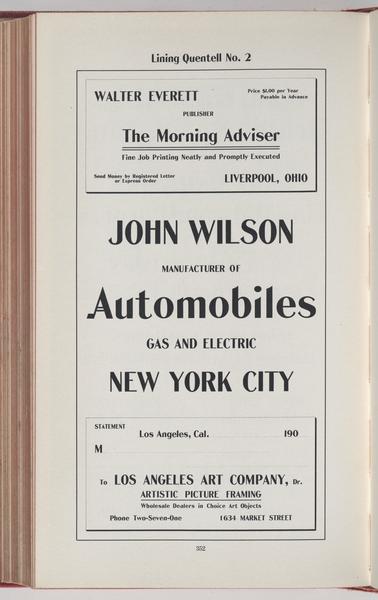 Lining Quentell No. 2
WALTER EVERETT
Price $1.00 per Year
Payable in Advance
PUBLISHER
The Morning Adviser
Fine Job Printing Neatly and Promptly Executed
Send Money by Registered Letter
or Express Order
LIVERPOOL, OHIO
JOHN WILSON
MANUFACTURER OF
Automobiles
GAS AND ELECTRIC
NEW YORK CITY
STATEMENT
Los Angeles, Cal. 190
M
To LOS ANGELES ART COMPANY, Dr.
ARTISTIC PICTURE FRAMING
Wholesale Dealers in Choice Art Objects
Phone Two-Seven-One 1634 MARKET STREET
352